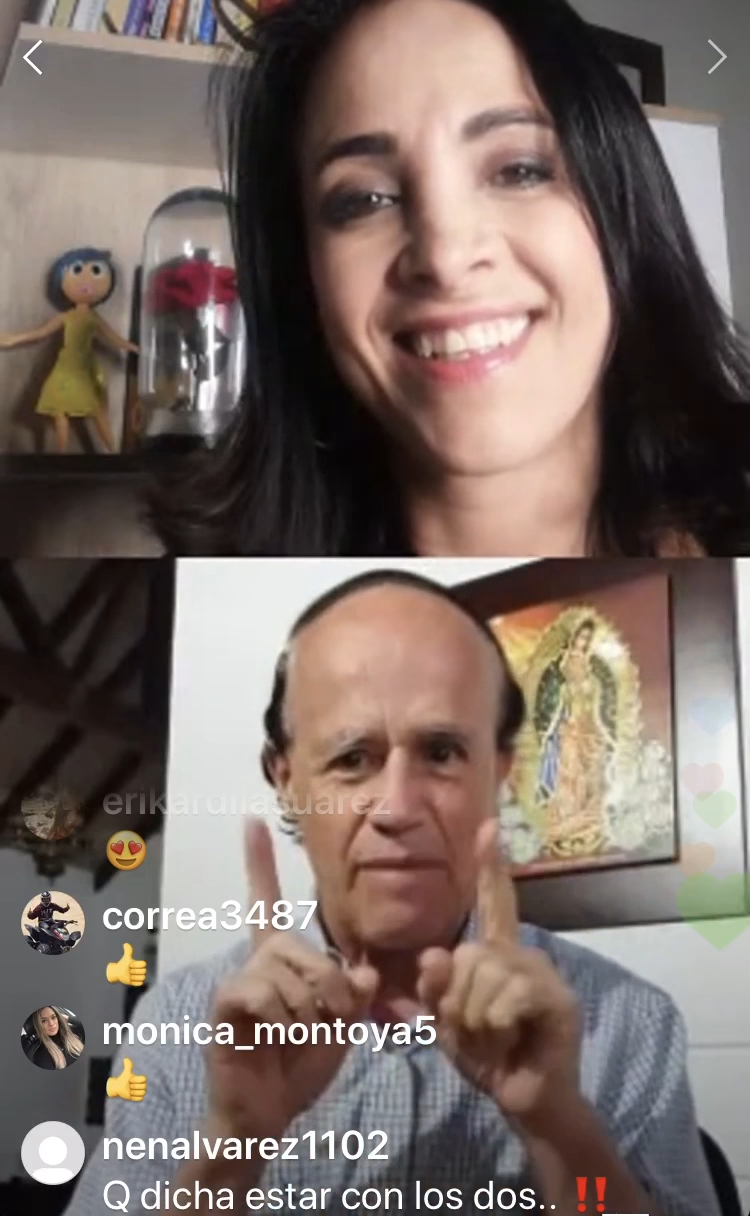 erikardilasuarez
😍
correa3487
👍
monica_montoya5
👍
nenalvarez1102
Q dicha estar con los dos.. ‼️